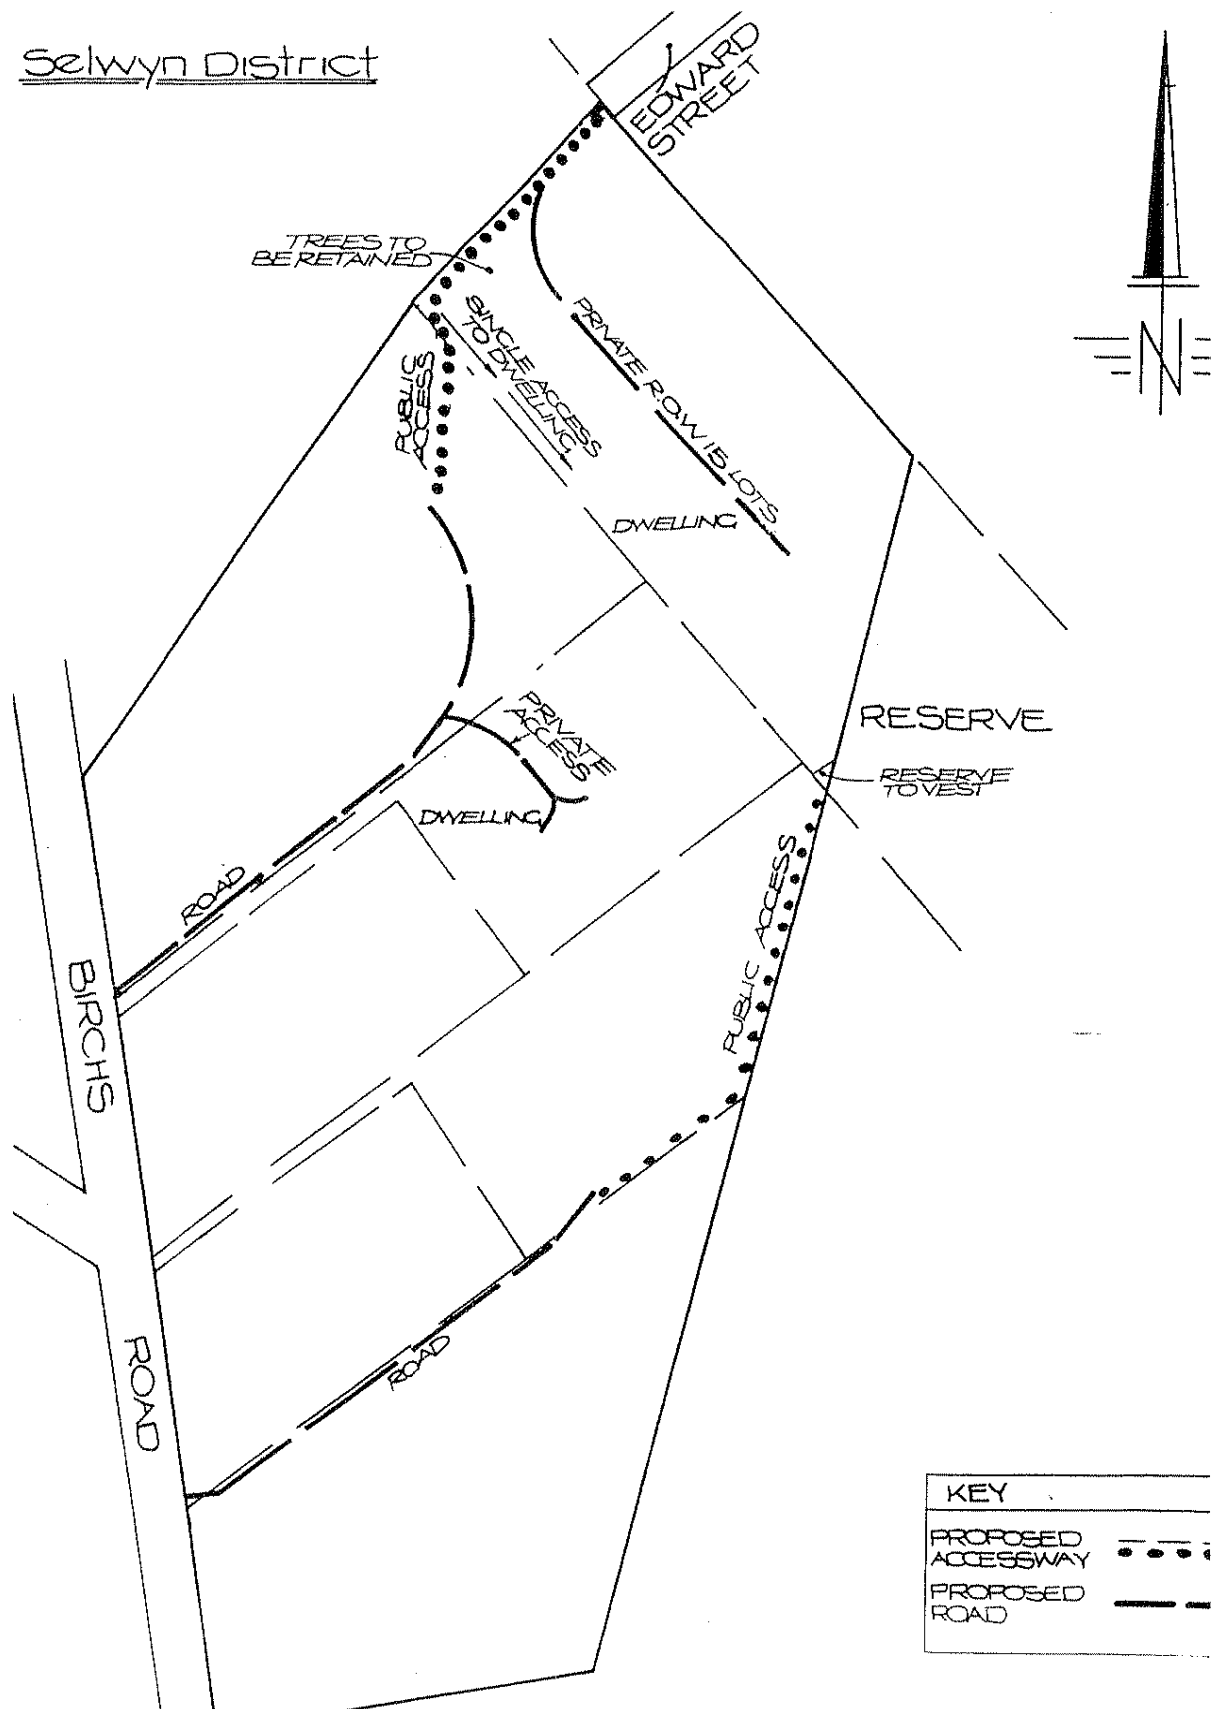 Selwyn District
EDWARD
STREET
TREES TO
BE RETAINED
SINGLE ACCESS
TO DWELLING
PRIVATE R.O.W 15 LOTS
PUBLIC
ACCESS
N
DWELLING
PRIVATE
ACCESS
RESERVE
RESERVE
TO VEST
DWELLING
ROAD
PUBLIC ACCESS
BIRCHS
ROAD
ROAD
KEY
PROPOSED
ACCESSWAY
PROPOSED
ROAD